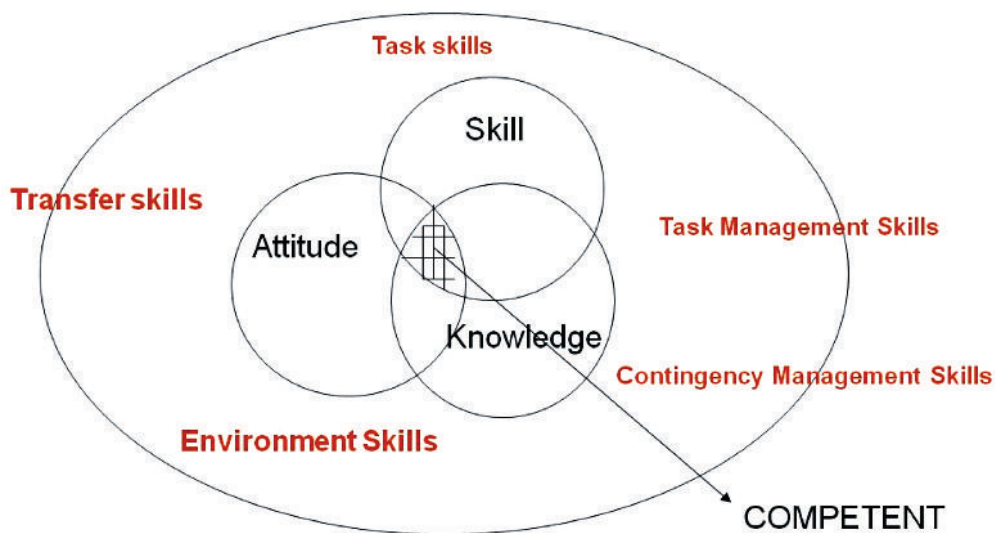 Task skills
Skill
Transfer skills
Task Management Skills
Attitude
Knowledge
Contingency Management Skills
Environment Skills
COMPETENT